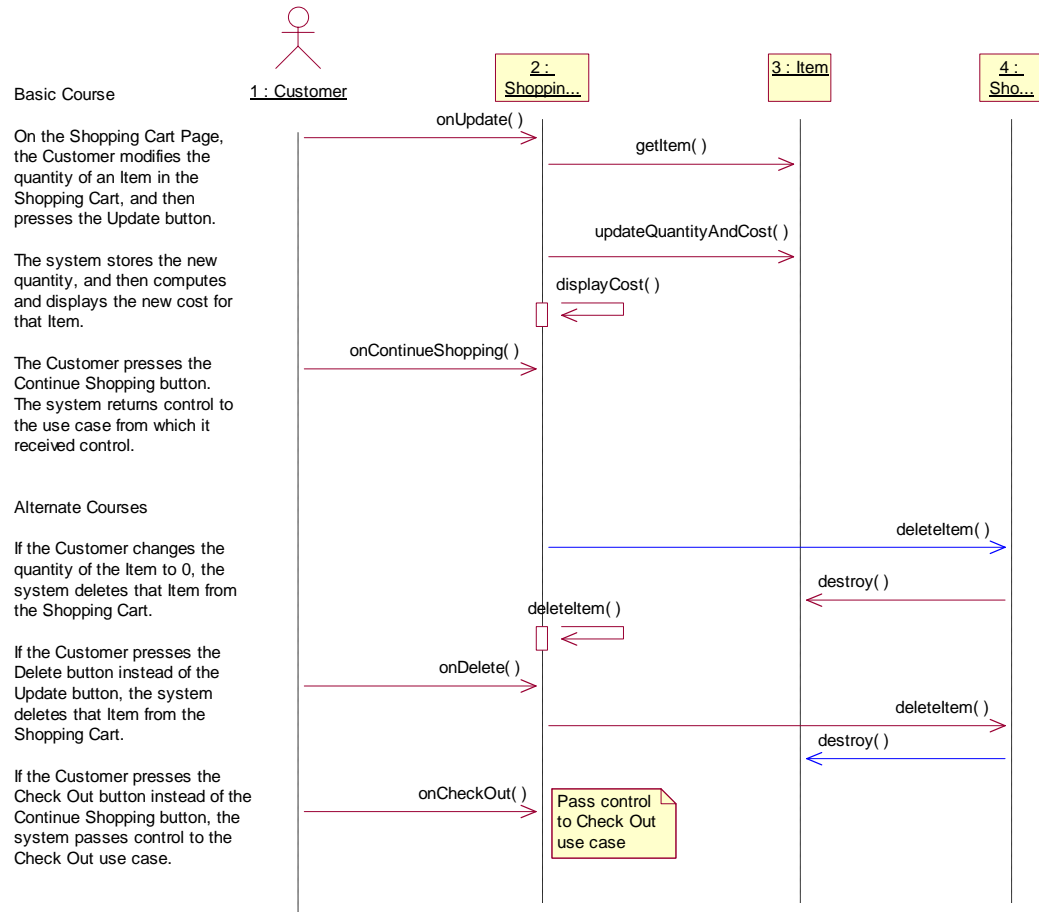 2 :
Shoppin...
3 : Item
4 :
Sho...
1 : Customer
Basic Course
On the Shopping Cart Page,
the Customer modifies the
quantity of an Item in the
Shopping Cart, and then
presses the Update button.
The system stores the new
quantity, and then computes
and displays the new cost for
that Item.
The Customer presses the
Continue Shopping button.
The system returns control to
the use case from which it
received control.
Alternate Courses
If the Customer changes the
quantity of the Item to 0, the
system deletes that Item from
the Shopping Cart.
If the Customer presses the
Delete button instead of the
Update button, the system
deletes that Item from the
Shopping Cart.
If the Customer presses the
Check Out button instead of the
Continue Shopping button, the
system passes control to the
Check Out use case.
onUpdate( )
getItem( )
updateQuantityAndCost( )
displayCost( )
onContinueShopping( )
deleteItem( )
destroy( )
deleteItem( )
onDelete( )
deleteItem( )
destroy( )
onCheckOut( )
Pass control
to Check Out
use case